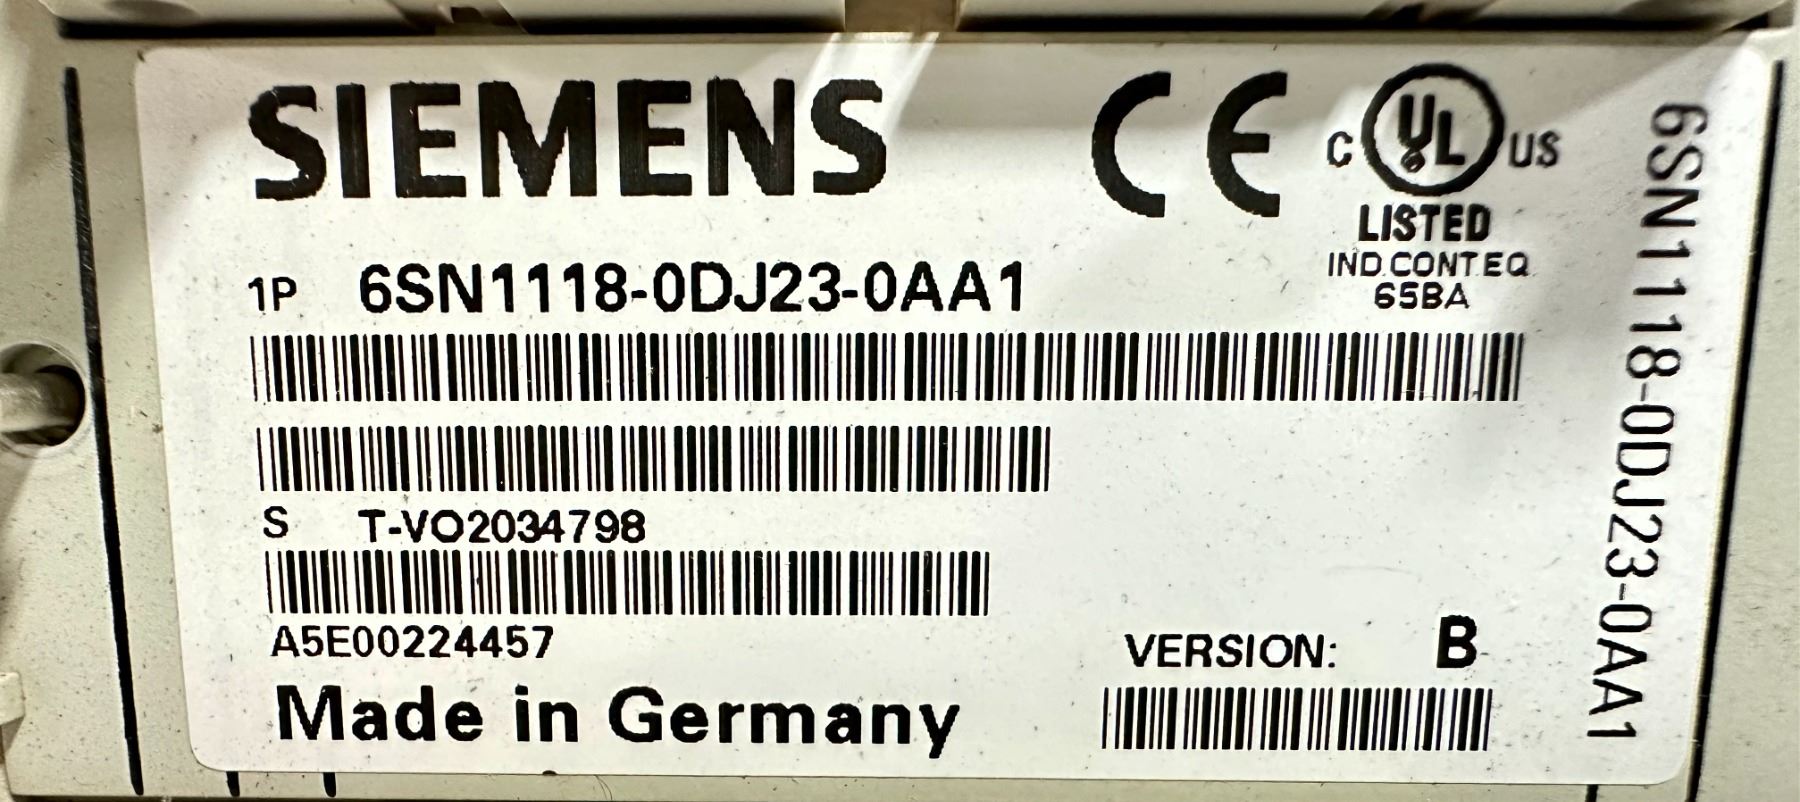 SIEMENS
CE
C UL US
LISTED
IND.CONT.EQ.
65BA
1P 6SN1118-0DJ23-0AA1
S T-VO2034798
A5E00224457
VERSION: B
Made in Germany
6SN1118-0DJ23-0AA1